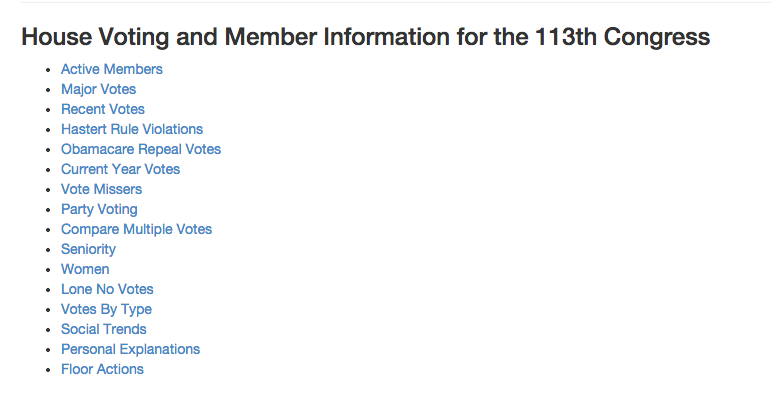 House Voting and Member Information for the 113th Congress
• Active Members
• Major Votes
• Recent Votes
• Hastert Rule Violations
• Obamacare Repeal Votes
• Current Year Votes
• Vote Missers
• Party Voting
• Compare Multiple Votes
• Seniority
• Women
• Lone No Votes
• Votes By Type
• Social Trends
• Personal Explanations
• Floor Actions